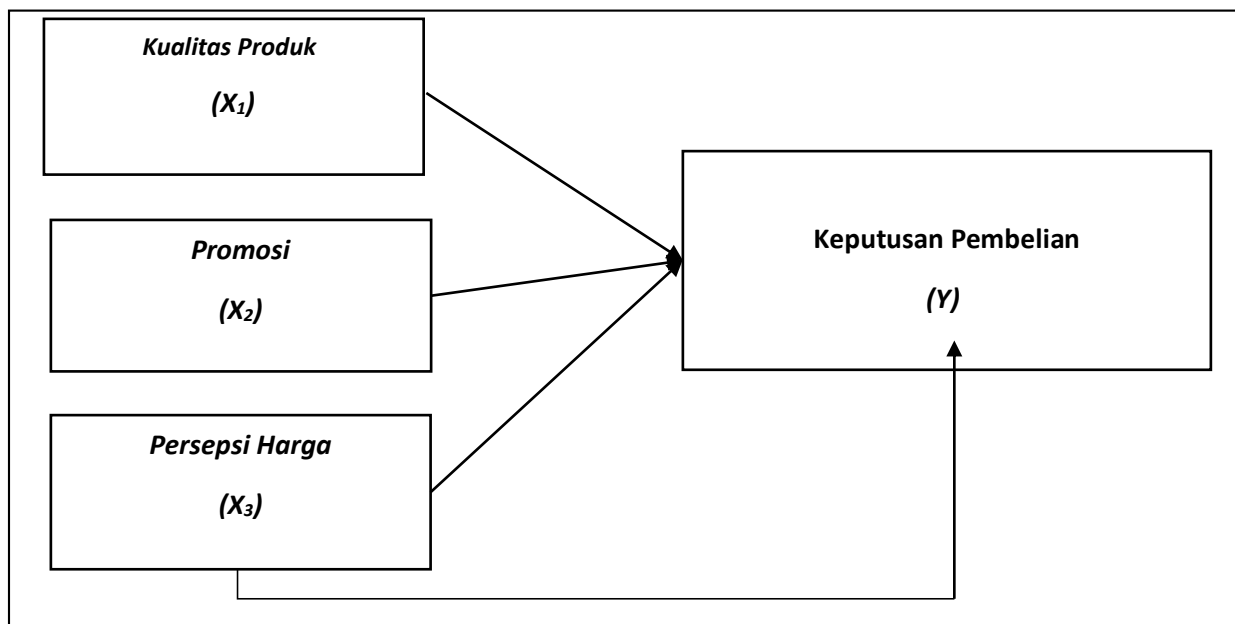 Kualitas Produk
(X₁)
Promosi
(X₂)
Persepsi Harga
(X₃)
Keputusan Pembelian
(Y)